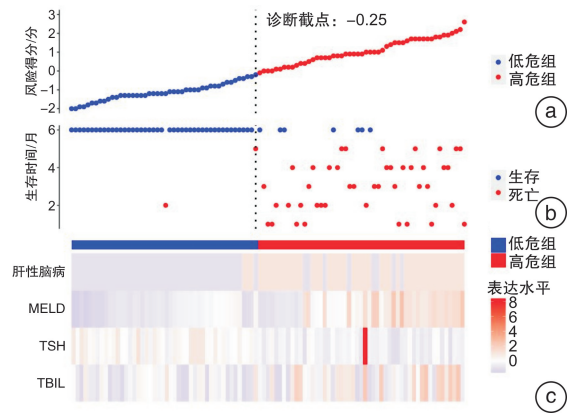 诊断截点：-0.25
风险得分/分
3
2
1
0
-1
-2
低危组
高危组
a
生存时间/月
6
4
2
生存
死亡
b
低危组
高危组
肝性脑病
MELD
TSH
TBIL
表达水平
8
6
4
2
0
c